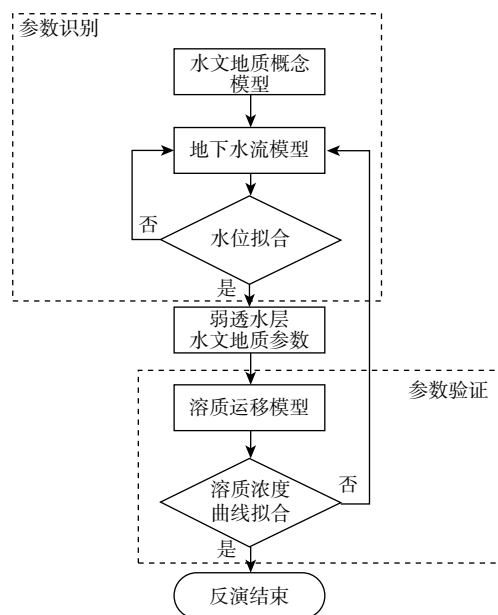 参数识别
水文地质概念
模型
地下水流模型
否
水位拟合
是
弱透水层
水文地质参数
参数验证
溶质运移模型
溶质浓度
曲线拟合
否
是
反演结束